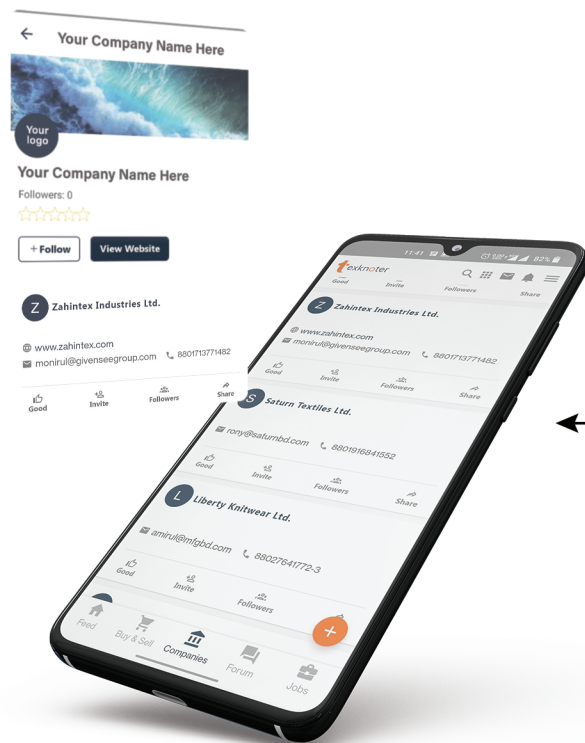 Your Company Name Here
Your
logo
Your Company Name Here
Followers: 0
+ Follow
View Website
Z
Zahintex Industries Ltd.
www.zahintex.com
monirul@givenseegroup.com 8801713771482
Good Invite Followers Share
11:41 82%
texknoter
Good Invite Followers Share
Z
Zahintex Industries Ltd.
www.zahintex.com
monirul@givenseegroup.com 8801713771482
Good Invite Followers Share
S
Saturn Textiles Ltd.
rony@saturnbd.com 8801916841552
Good Invite Followers Share
L
Liberty Knitwear Ltd.
amirul@mfgbd.com 88027641772-3
Good Invite Followers
+
Feed Buy & Sell Companies Forum Jobs